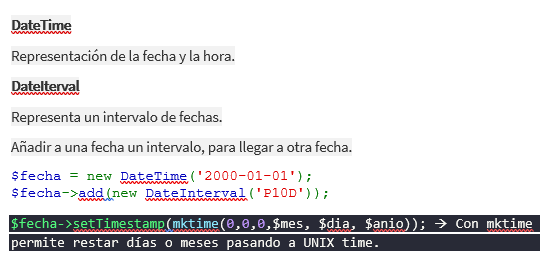 DateTime
Representación de la fecha y la hora.
DateIterval
Representa un intervalo de fechas.
Añadir a una fecha un intervalo, para llegar a otra fecha.
$fecha = new DateTime('2000-01-01');
$fecha->add(new DateInterval('P10D'));
$fecha->setTimestamp(mktime(0,0,0,$mes, $dia, $anio)); → Con mktime
permite restar días o meses pasando a UNIX time.